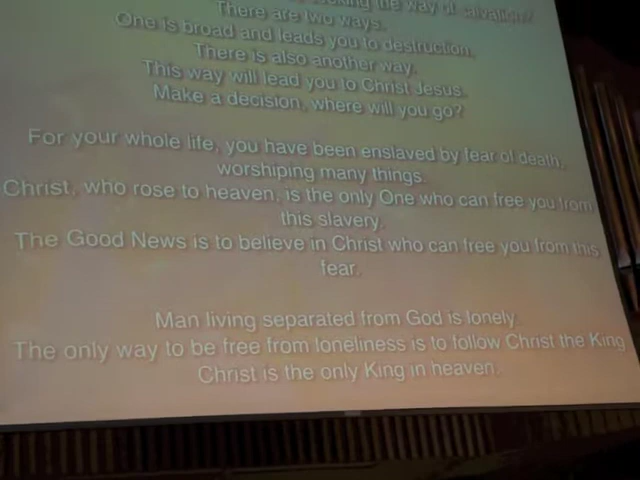 the way of salvation?
There are two ways.
One is broad and leads you to destruction.
There is also another way.
This way will lead you to Christ Jesus.
Make a decision, where will you go?
For your whole life, you have been enslaved by fear of death,
worshiping many things.
Christ, who rose to heaven, is the only One who can free you from
this slavery.
The Good News is to believe in Christ who can free you from this
fear.
Man living separated from God is lonely
The only way to be free from loneliness is to follow Christ the King
Christ is the only King in heaven.